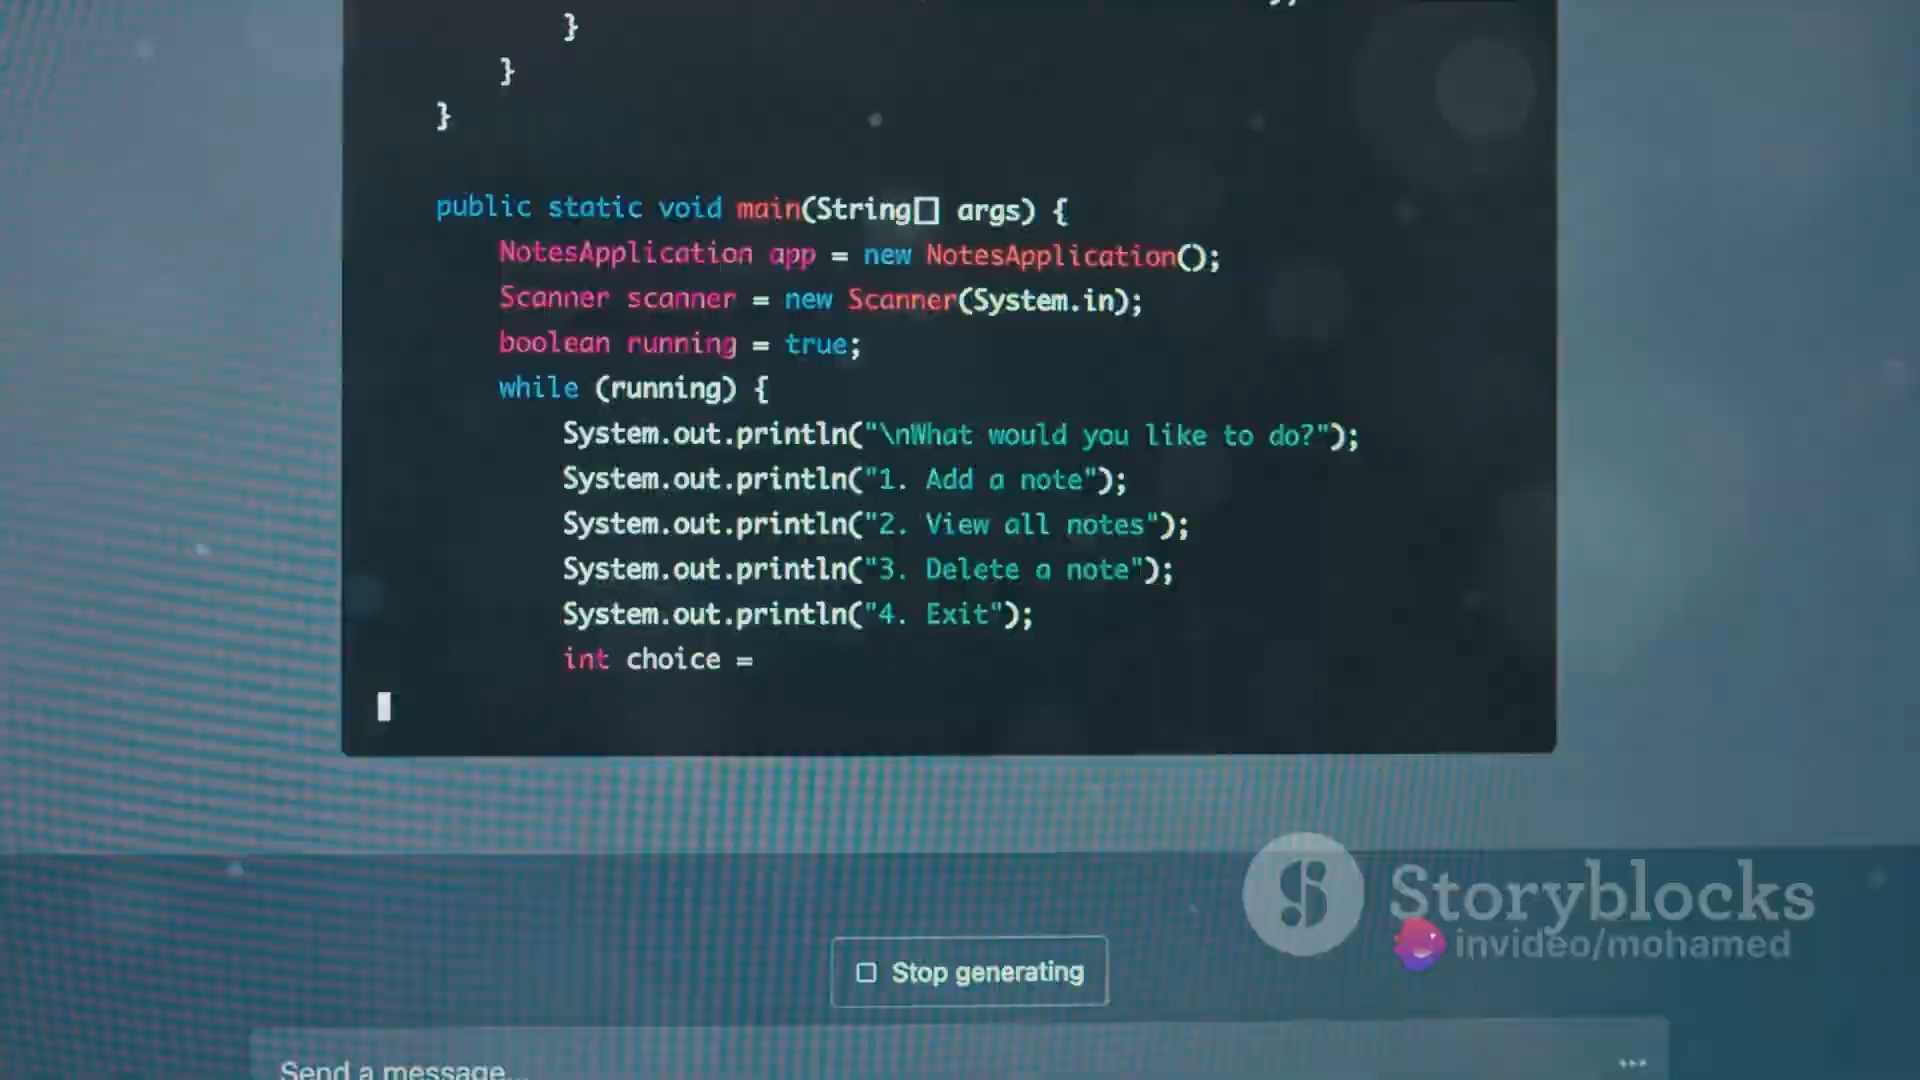 }
}
}
public static void main(String[] args) {
NotesApplication app = new NotesApplication();
Scanner scanner = new Scanner(System.in);
boolean running = true;
while (running) {
System.out.println("\nWhat would you like to do?");
System.out.println("1. Add a note");
System.out.println("2. View all notes");
System.out.println("3. Delete a note");
System.out.println("4. Exit");
int choice =
Storyblocks
invideo/mohamed
Stop generating
Send a message...